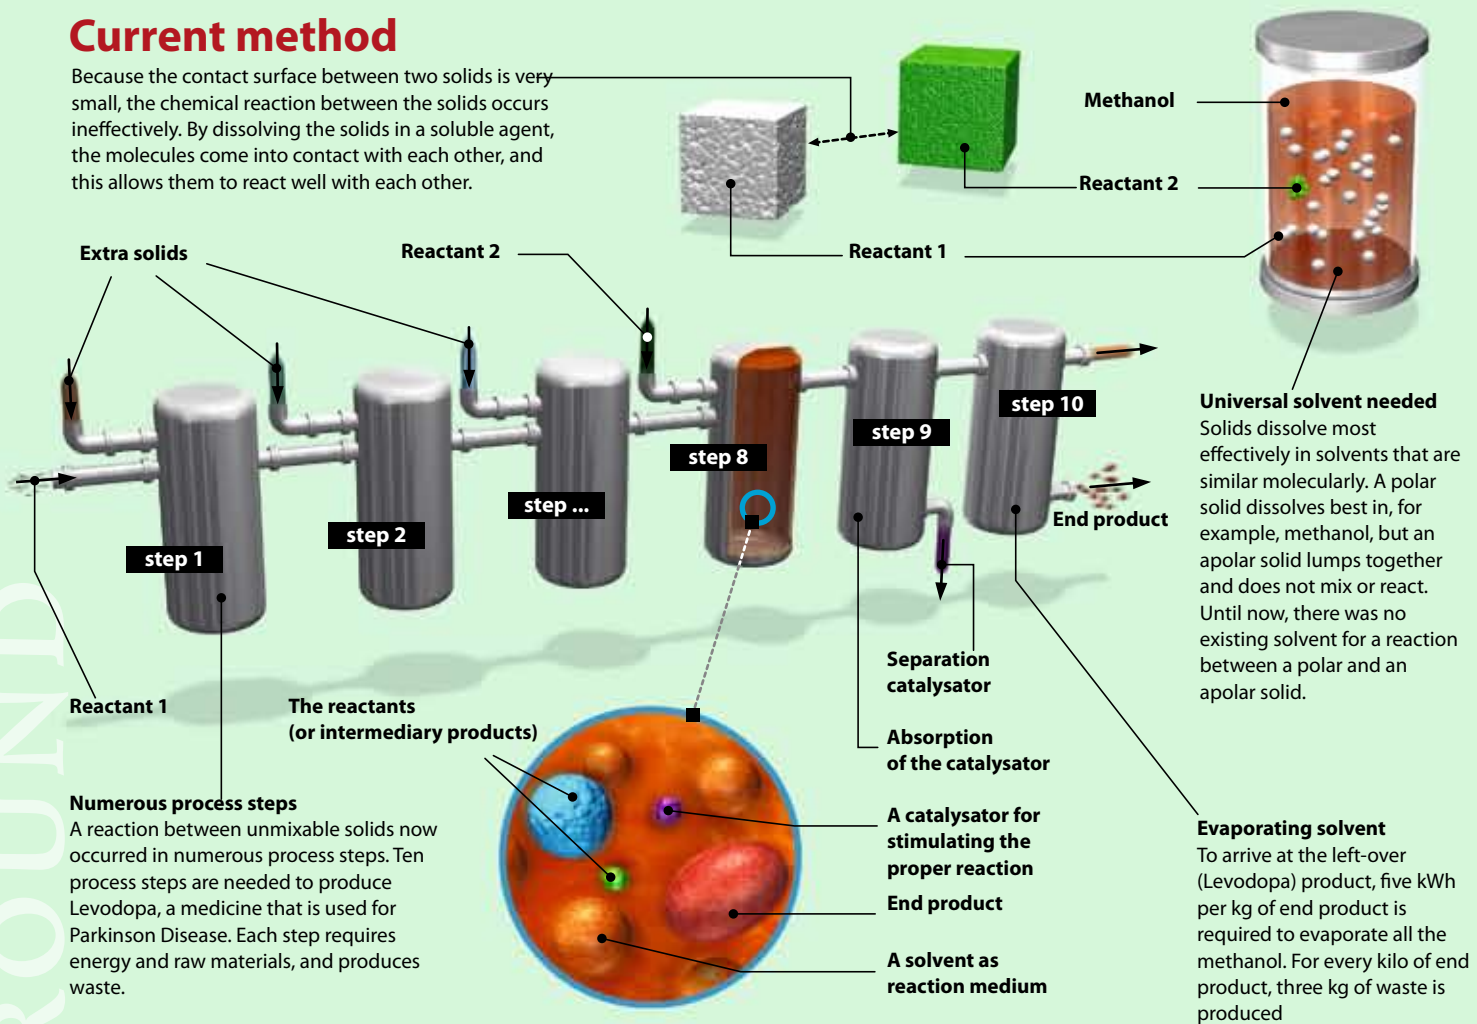 Current method
Because the contact surface between two solids is very
small, the chemical reaction between the solids occurs
ineffectively. By dissolving the solids in a soluble agent,
the molecules come into contact with each other, and
this allows them to react well with each other.
Methanol
Reactant 2
Reactant 1
Extra solids
Reactant 2
step 1
step 2
step ...
step 8
step 9
step 10
End product
Universal solvent needed
Solids dissolve most
effectively in solvents that are
similar molecularly. A polar
solid dissolves best in, for
example, methanol, but an
apolar solid lumps together
and does not mix or react.
Until now, there was no
existing solvent for a reaction
between a polar and an
apolar solid.
Reactant 1
The reactants
(or intermediary products)
Separation
catalysator
Absorption
of the catalysator
A catalysator for
stimulating the
proper reaction
End product
A solvent as
reaction medium
Numerous process steps
A reaction between unmixable solids now
occurred in numerous process steps. Ten
process steps are needed to produce
Levodopa, a medicine that is used for
Parkinson Disease. Each step requires
energy and raw materials, and produces
waste.
Evaporating solvent
To arrive at the left-over
(Levodopa) product, five kWh
per kg of end product is
required to evaporate all the
methanol. For every kilo of end
product, three kg of waste is
produced
ROUND